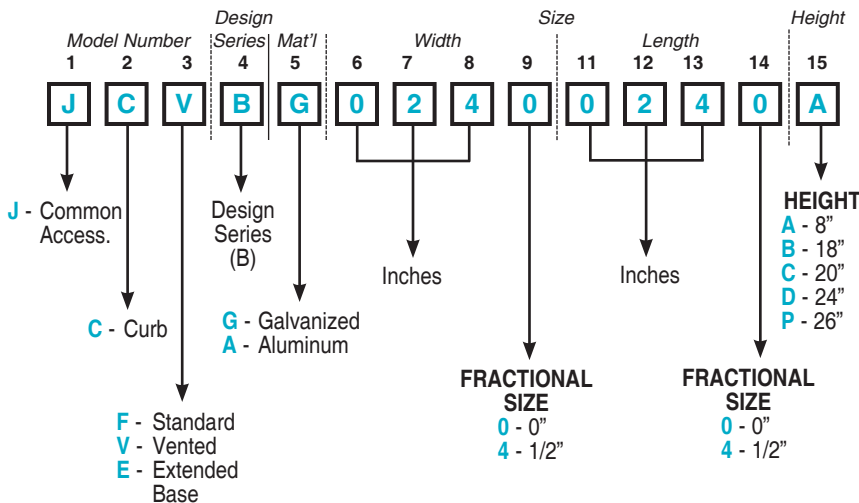 Design
Model Number Series Mat'l Width Size Length Height
1 2 3 4 5 6 7 8 9 11 12 13 14 15
J C V B G 0 2 4 0 0 2 4 0 A
J - Common
Access.
Design
Series
(B)
Inches
Inches
HEIGHT
A - 8”
B - 18”
C - 20”
D - 24”
P - 26”
C - Curb
G - Galvanized
A - Aluminum
F - Standard
V - Vented
E - Extended
Base
FRACTIONAL
SIZE
0 - 0”
4 - 1/2”
FRACTIONAL
SIZE
0 - 0”
4 - 1/2”